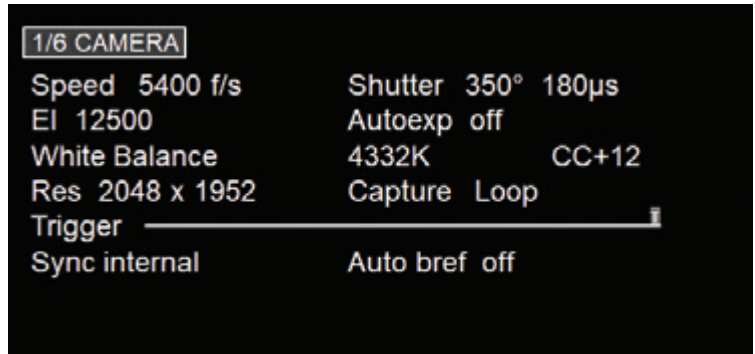 1/6 CAMERA
Speed 5400 f/s Shutter 350° 180µs
EI 12500 Autoexp off
White Balance 4332K CC+12
Res 2048 x 1952 Capture Loop
Trigger
Sync internal Auto bref off